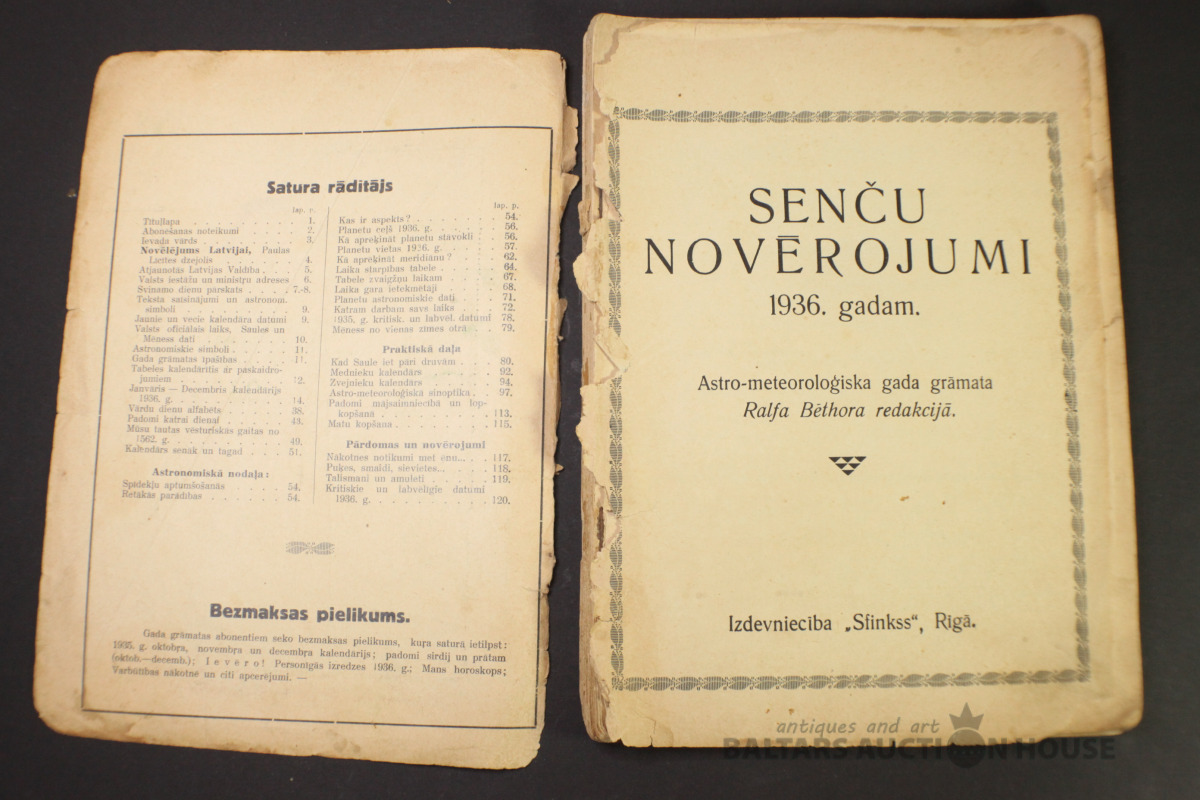 Satura rādītājs
lap. p.
Titullapa . . . . . . . . . 1.
Abonešanas noteikumi . . . . 2.
Ievada vārds . . . . . . . . 3.
Novēlējums Latvijai, Paulas
Licītes dzejolis . . . . . . 4.
Atjaunotās Latvijas Valdība . . . 5.
Valsts iestāžu un ministru adreses 6.
Svinamo dienu pārskats . . . . 7.-8.
Teksta saīsinājumi un astronom.
simboli . . . . . . . . . 9.
Jaunie un vecie kalendāra datumi 9.
Valsts oficiālais laiks, Saules un
Mēness dati . . . . . . . 10.
Astronomiskie simboli . . . . . 11.
Gada grāmatas īpašības . . . . 11.
Tabeles kalendārītis ar paskaidro-
jumiem . . . . . . . . . 12.
Janvāris — Decembris kalendārijs
1936. g. . . . . . . . . . 14.
Vārdu dienu alfabēts . . . . . 38.
Padomi katrai dienai . . . . . 43.
Mūsu tautas vēsturiskās gaitas no
1562. g. . . . . . . . . . 49.
Kalendārs senāk un tagad . . . 51.
Astronomiskā nodaļa:
Spīdekļu aptumšošanās . . . . 54.
Retākās parādības . . . . . . 54.
lap. p.
Kas ir aspekts? . . . . . . . 54.
Planetu ceļš 1936. g. . . . . . 56.
Kā aprēķināt planetu stāvokli . . 56.
Planetu vietas 1936. g. . . . . 57.
Kā aprēķināt meridiānu? . . . . 62.
Laika starpības tabele . . . . . 64.
Tabele zvaigžņu laikam . . . . 67.
Laika gara ietekmētāji . . . . . 68.
Planetu astronomiskie dati . . . 71.
Katram darbam savs laiks . . . . 72.
1935. g. kritisk. un labvēl. datumi 78.
Mēness no vienas zīmes otrā . . . 79.
Praktiskā daļa
Kad Saule iet pāri dravām . . . 80.
Mednieku kalendārs . . . . . . 92.
Zvejnieku kalendārs . . . . . . 94.
Astro-meteoroloģiskā sinoptika . . 97.
Padomi mājsaimniecībā un lop-
kopšanā . . . . . . . . . 113.
Matu kopšana . . . . . . . . 115.
Pārdomas un novērojumi
Nākotnes notikumi met ēnu... . . 117.
Puķes, smaidi, sievietes... . . . 118.
Talismani un amuleti . . . . . 119.
Kritiskie un labvēlīgie datumi
1936. g. . . . . . . . . . 120.
Bezmaksas pielikums.
Gada grāmatas abonentiem seko bezmaksas pielikums, kuŗa saturā ietilpst:
1935. g. oktobŗa, novembŗa un decembŗa kalendārijs; padomi sirdij un prātam
(oktob.—decemb.); Ievēro! Personīgās izredzes 1936. g.; Mans horoskops;
Varbūtības nākotne un citi apcerējumi. —
SENČU
NOVĒROJUMI
1936. gadam.
Astro-meteoroloģiska gada grāmata
Ralfa Bēthora redakcijā.
Izdevniecība „Sfinkss“, Rīgā.
antiques and art
BALTARS AUCTION HOUSE